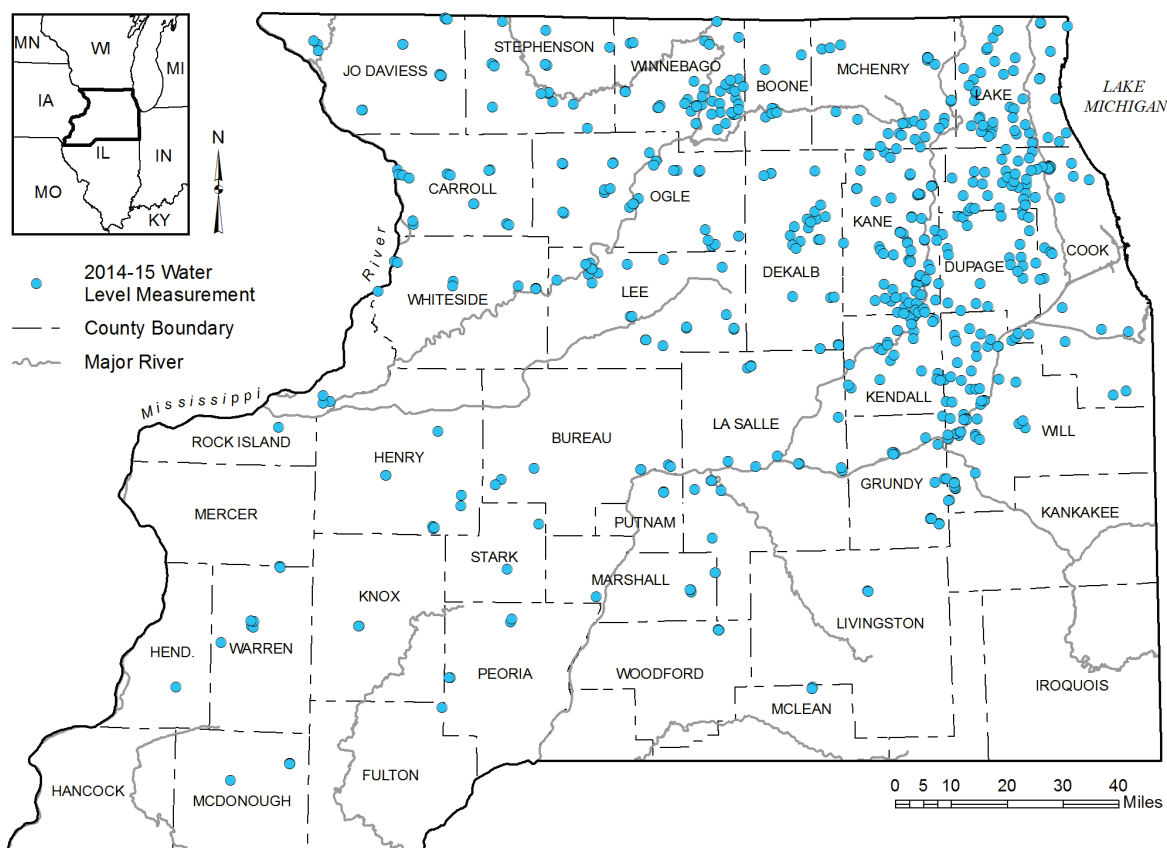 MN
WI
MI
IA
IL
IN
MO
KY
N
2014-15 Water
Level Measurement
County Boundary
Major River
JO DAVIESS
STEPHENSON
WINNEBAGO
BOONE
MCHENRY
LAKE
LAKE
MICHIGAN
CARROLL
OGLE
KANE
COOK
DEKALB
DUPAGE
River
WHITESIDE
LEE
Mississippi
ROCK ISLAND
HENRY
BUREAU
LA SALLE
KENDALL
WILL
MERCER
GRUNDY
KANKAKEE
PUTNAM
STARK
MARSHALL
KNOX
HEND.
WARREN
PEORIA
WOODFORD
LIVINGSTON
IROQUOIS
MCLEAN
HANCOCK
MCDONOUGH
FULTON
0 5 10 20 30 40
Miles